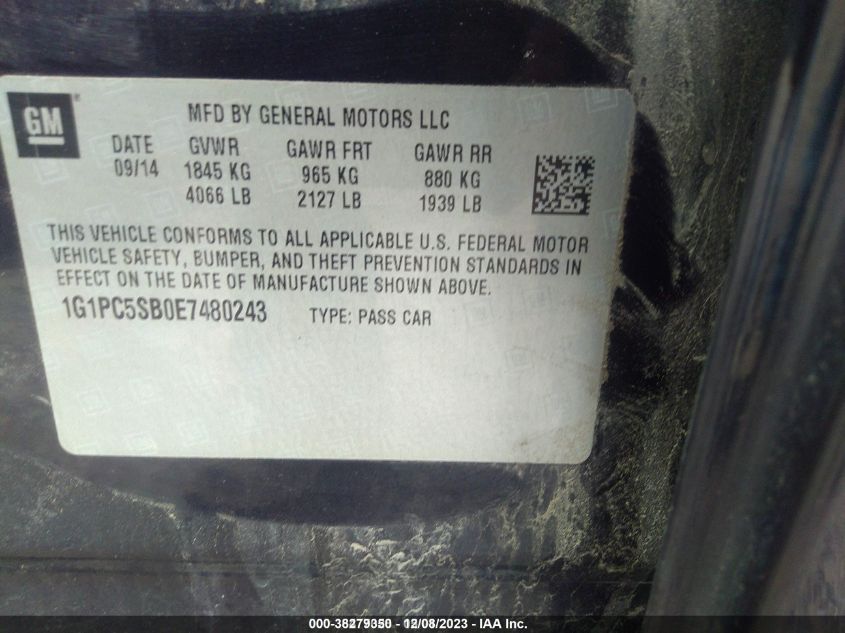 GM
MFD BY GENERAL MOTORS LLC
DATE GVWR GAWR FRT GAWR RR
09/14 1845 KG 965 KG 880 KG
4066 LB 2127 LB 1939 LB
THIS VEHICLE CONFORMS TO ALL APPLICABLE U.S. FEDERAL MOTOR
VEHICLE SAFETY, BUMPER, AND THEFT PREVENTION STANDARDS IN
EFFECT ON THE DATE OF MANUFACTURE SHOWN ABOVE.
1G1PC5SB0E7480243 TYPE: PASS CAR
000-38279350 - 12/08/2023 - IAA Inc.